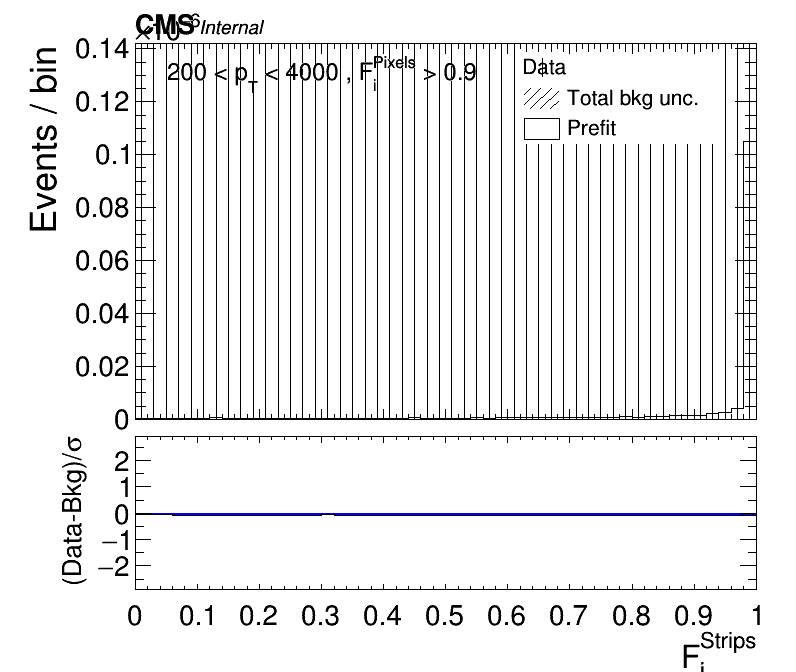 CMS Internal
×10⁻⁶
Events / bin
0.14
0.12
0.1
0.08
0.06
0.04
0.02
0
200 < p_T < 4000 , F_i^Pixels > 0.9
Data
Total bkg unc.
Prefit
(Data-Bkg)/σ
2
1
0
−1
−2
0 0.1 0.2 0.3 0.4 0.5 0.6 0.7 0.8 0.9 1
F_i^Strips